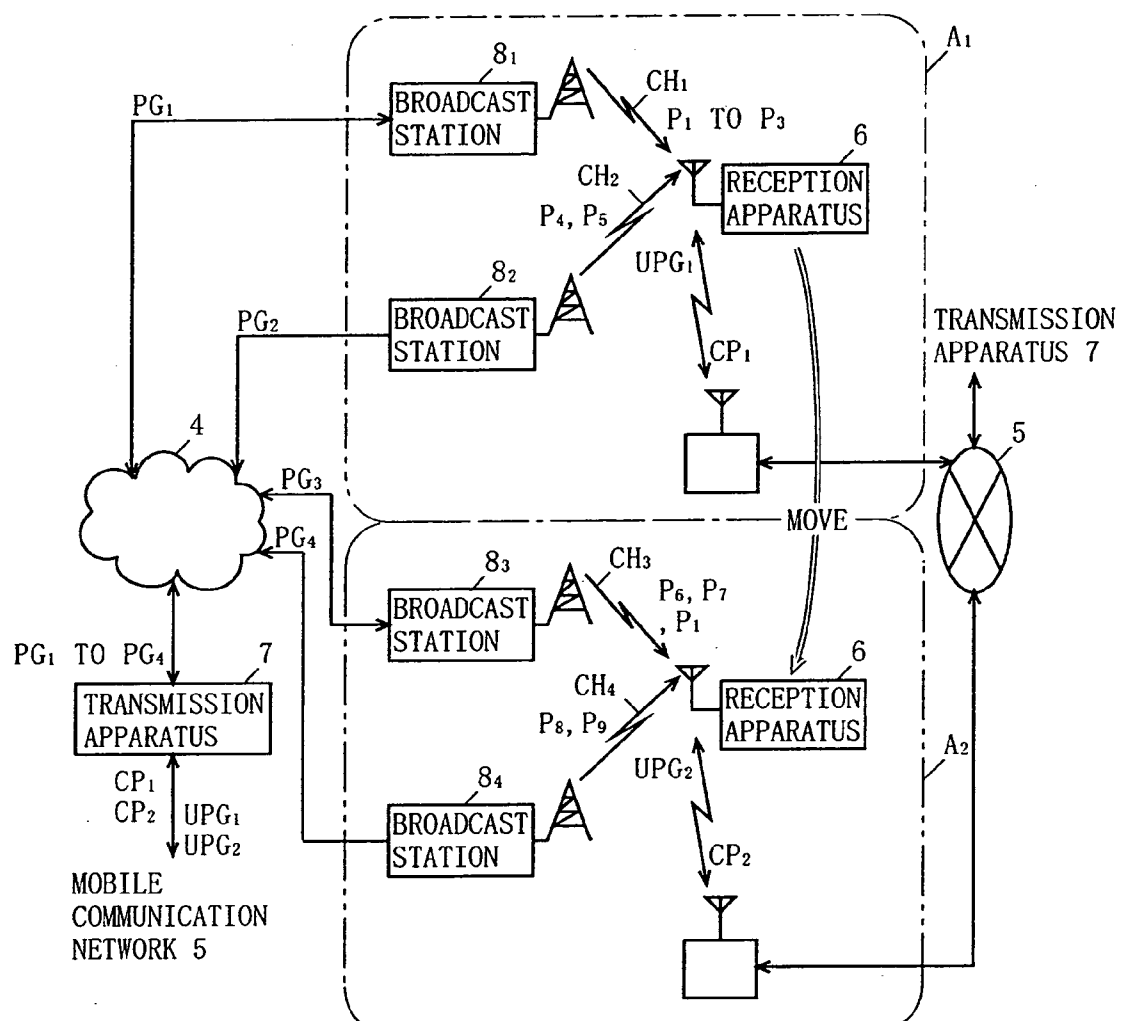 A₁
8₁
PG₁
BROADCAST
STATION
CH₁
P₁ TO P₃
6
RECEPTION
APPARATUS
CH₂
P₄, P₅
UPG₁
8₂
PG₂
BROADCAST
STATION
CP₁
TRANSMISSION
APPARATUS 7
4
5
PG₃
MOVE
PG₄
8₃
BROADCAST
STATION
CH₃
P₆, P₇
, P₁
6
RECEPTION
APPARATUS
PG₁ TO PG₄
7
TRANSMISSION
APPARATUS
CH₄
P₈, P₉
UPG₂
A₂
8₄
BROADCAST
STATION
CP₁
CP₂
UPG₁
UPG₂
CP₂
MOBILE
COMMUNICATION
NETWORK 5